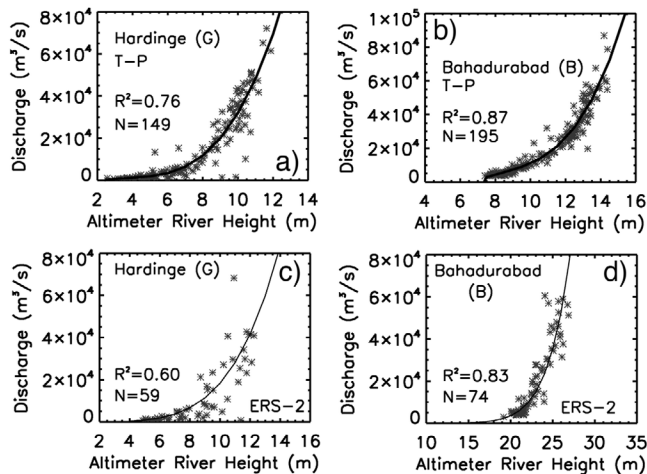 8×10⁴
6×10⁴
4×10⁴
2×10⁴
0
Discharge (m³/s)
Hardinge (G)
T-P
R²=0.76
N=149
a)
2 4 6 8 10 12 14
Altimeter River Height (m)
1×10⁵
8×10⁴
6×10⁴
4×10⁴
2×10⁴
0
Discharge (m³/s)
b)
Bahadurabad (B)
T-P
R²=0.87
N=195
4 6 8 10 12 14 16
Altimeter River Height (m)
8×10⁴
6×10⁴
4×10⁴
2×10⁴
0
Discharge (m³/s)
Hardinge (G)
c)
R²=0.60
N=59
ERS-2
2 4 6 8 10 12 14 16
Altimeter River Height (m)
8×10⁴
6×10⁴
4×10⁴
2×10⁴
0
Discharge (m³/s)
Bahadurabad
(B)
d)
R²=0.83
N=74
ERS-2
10 15 20 25 30 35
Altimeter River Height (m)